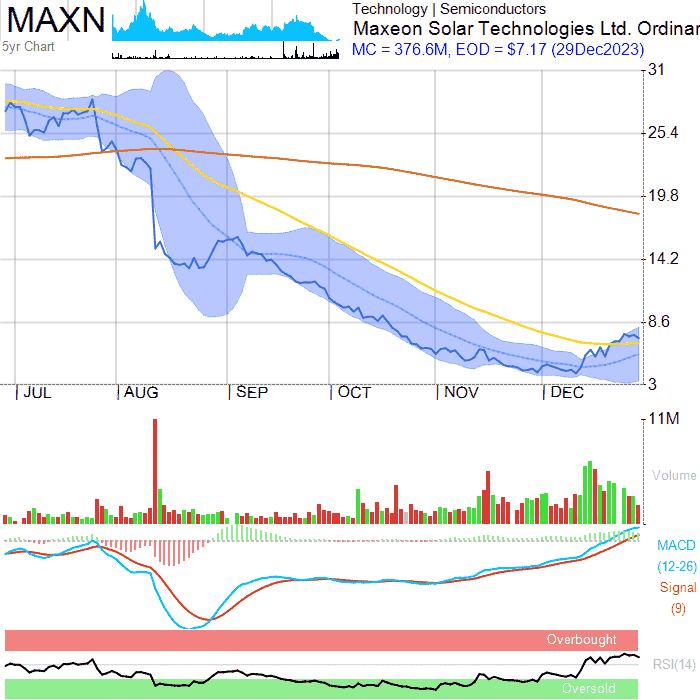 MAXN
5yr Chart
Technology | Semiconductors
Maxeon Solar Technologies Ltd. Ordinar
MC = 376.6M, EOD = $7.17 (29Dec2023)
31
25.4
19.8
14.2
8.6
3
JUL AUG SEP OCT NOV DEC
11M
Volume
MACD
(12-26)
Signal
(9)
Overbought
RSI(14)
Oversold